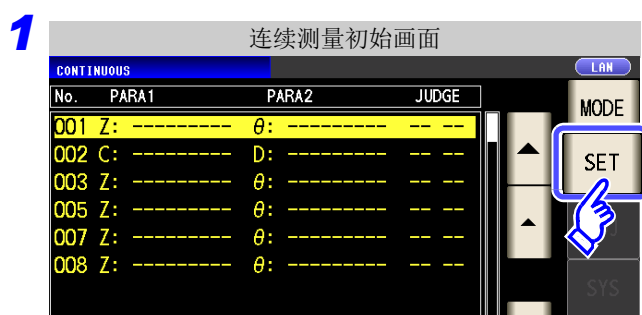 1 连续测量初始画面
CONTINUOUS LAN
No. PARA1 PARA2 JUDGE
001 Z: --------- θ: --------- -- --
002 C: --------- D: --------- -- --
003 Z: --------- θ: --------- -- --
005 Z: --------- θ: --------- -- --
007 Z: --------- θ: --------- -- --
008 Z: --------- θ: --------- -- --
MODE
SET
SYS